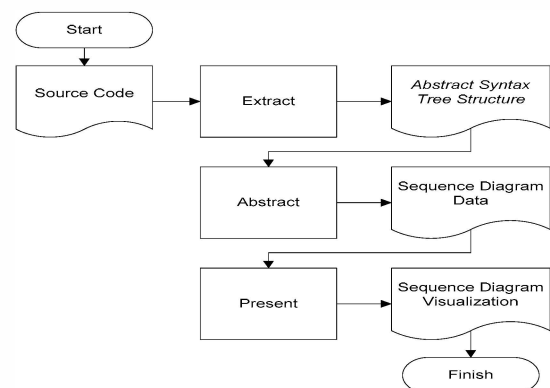 Start
Source Code
Extract
Abstract Syntax
Tree Structure
Abstract
Sequence Diagram
Data
Present
Sequence Diagram
Visualization
Finish